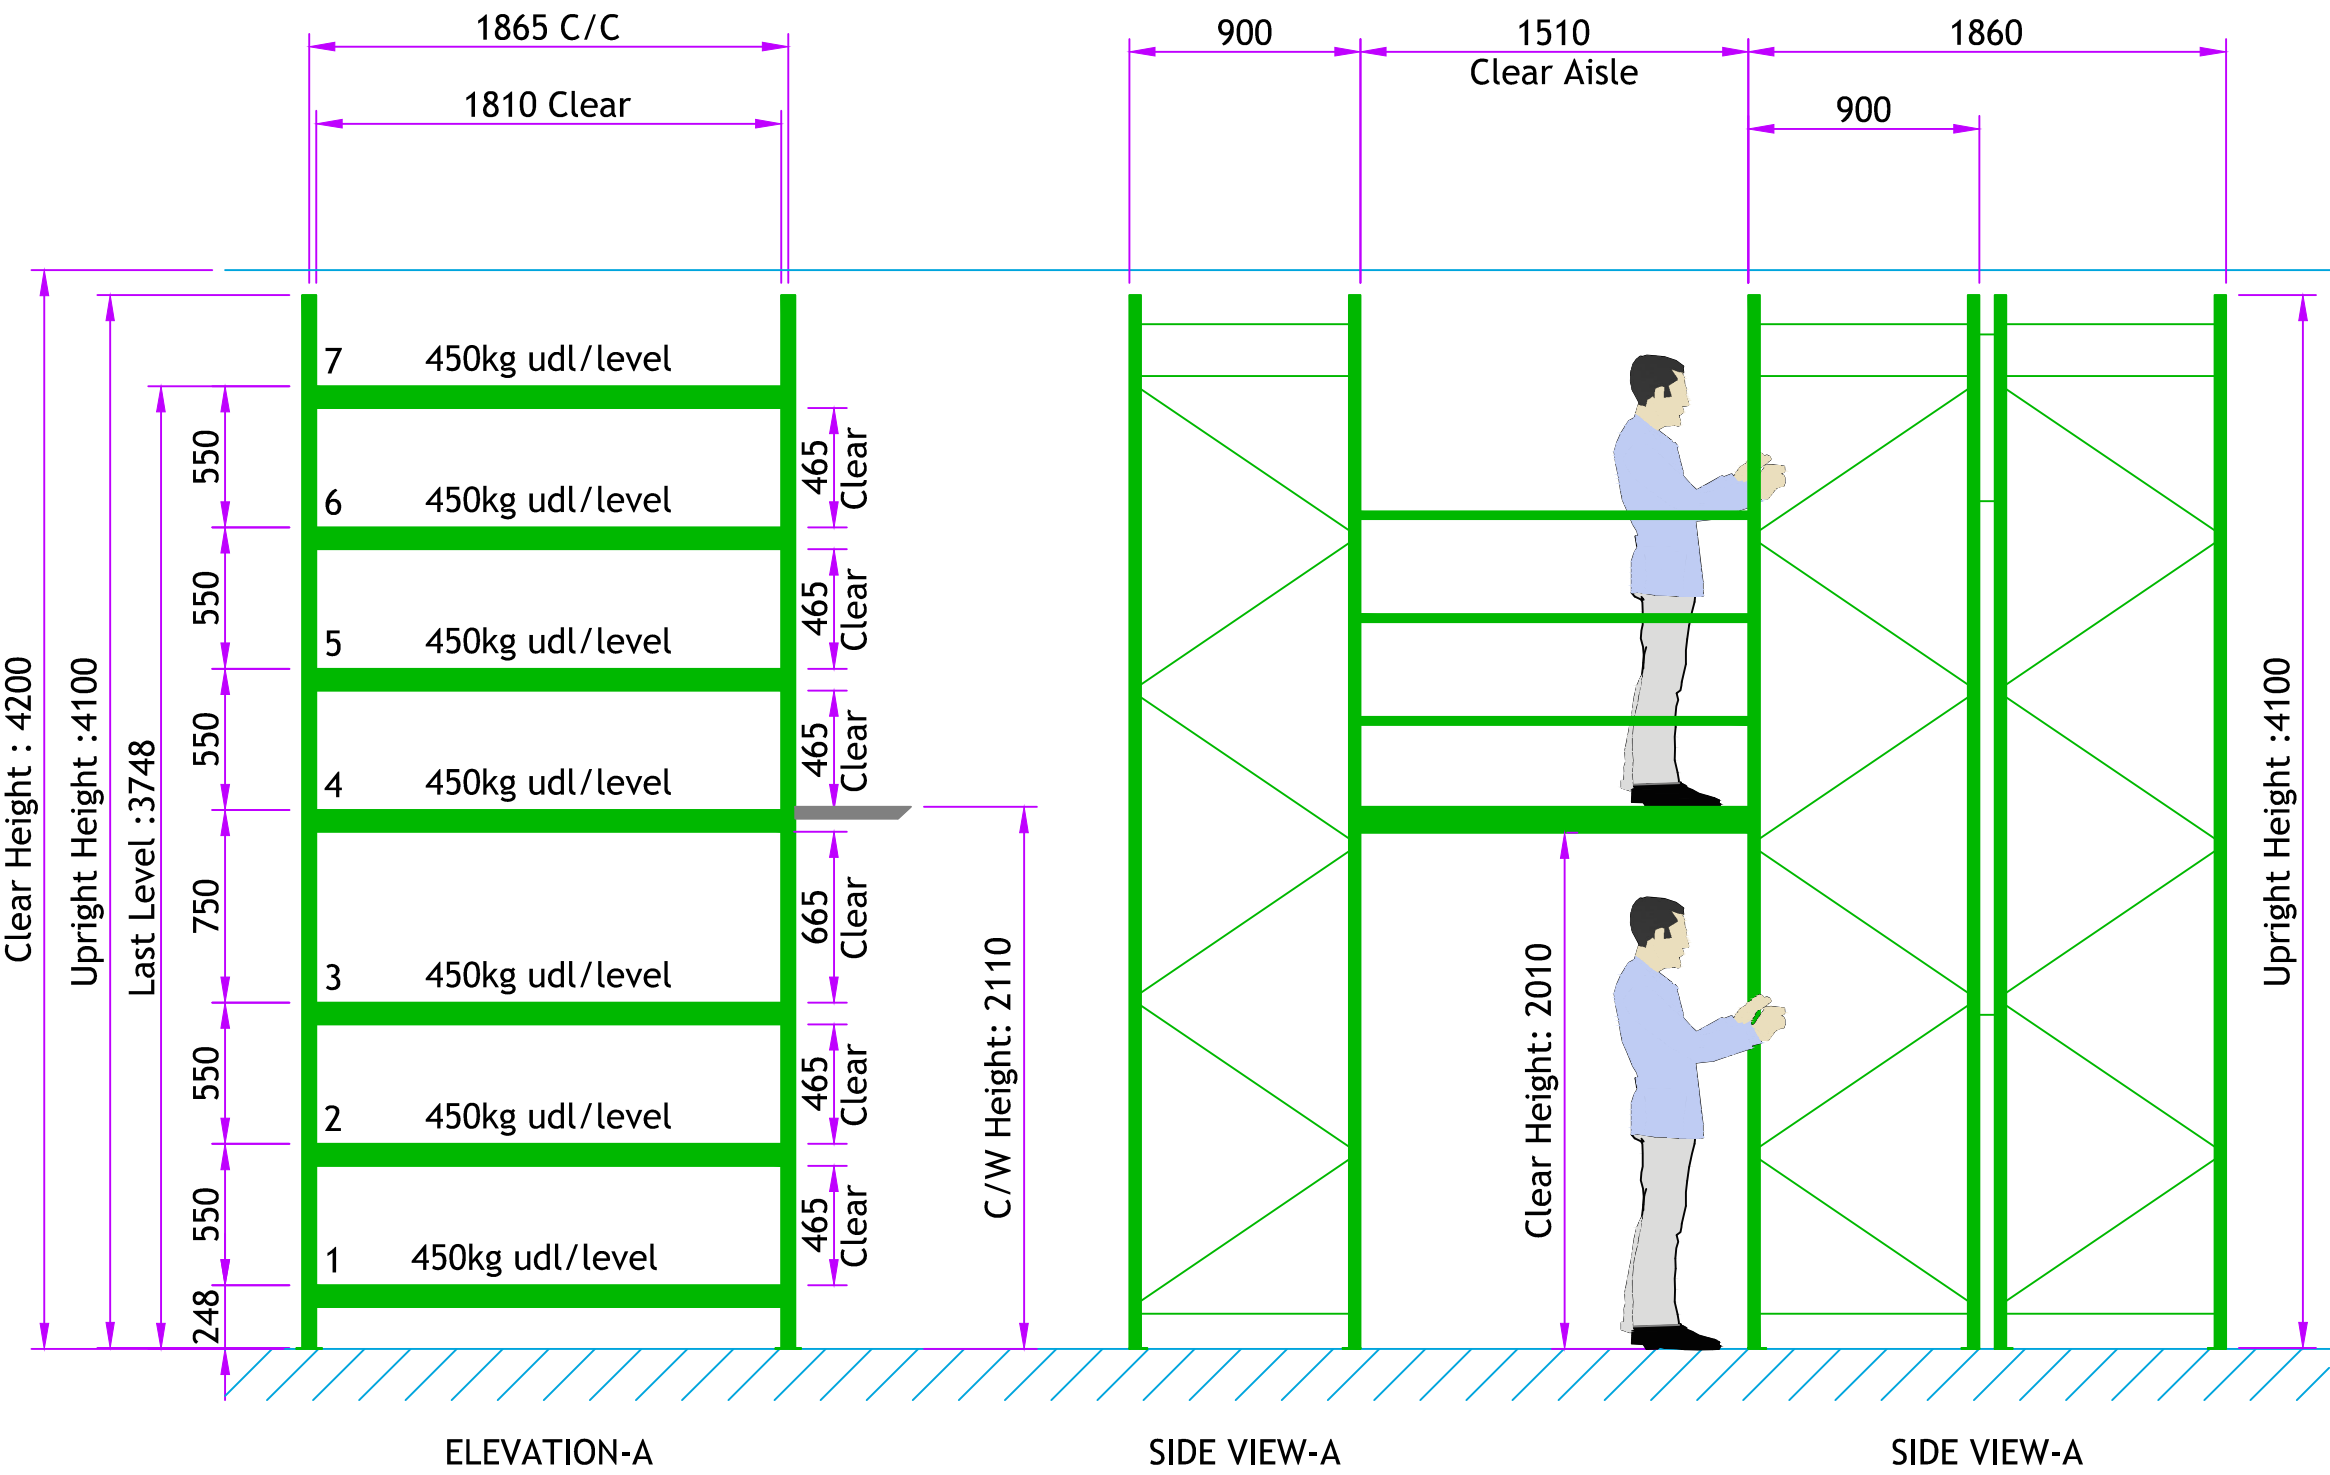 1865 C/C
1810 Clear
900
1510
Clear Aisle
1860
900
Clear Height : 4200
Upright Height :4100
Last Level :3748
550
550
550
750
550
550
248
7 450kg udl/level
6 450kg udl/level
5 450kg udl/level
4 450kg udl/level
3 450kg udl/level
2 450kg udl/level
1 450kg udl/level
465
Clear
465
Clear
465
Clear
665
Clear
465
Clear
465
Clear
C/W Height: 2110
Clear Height: 2010
Upright Height :4100
ELEVATION-A
SIDE VIEW-A
SIDE VIEW-A